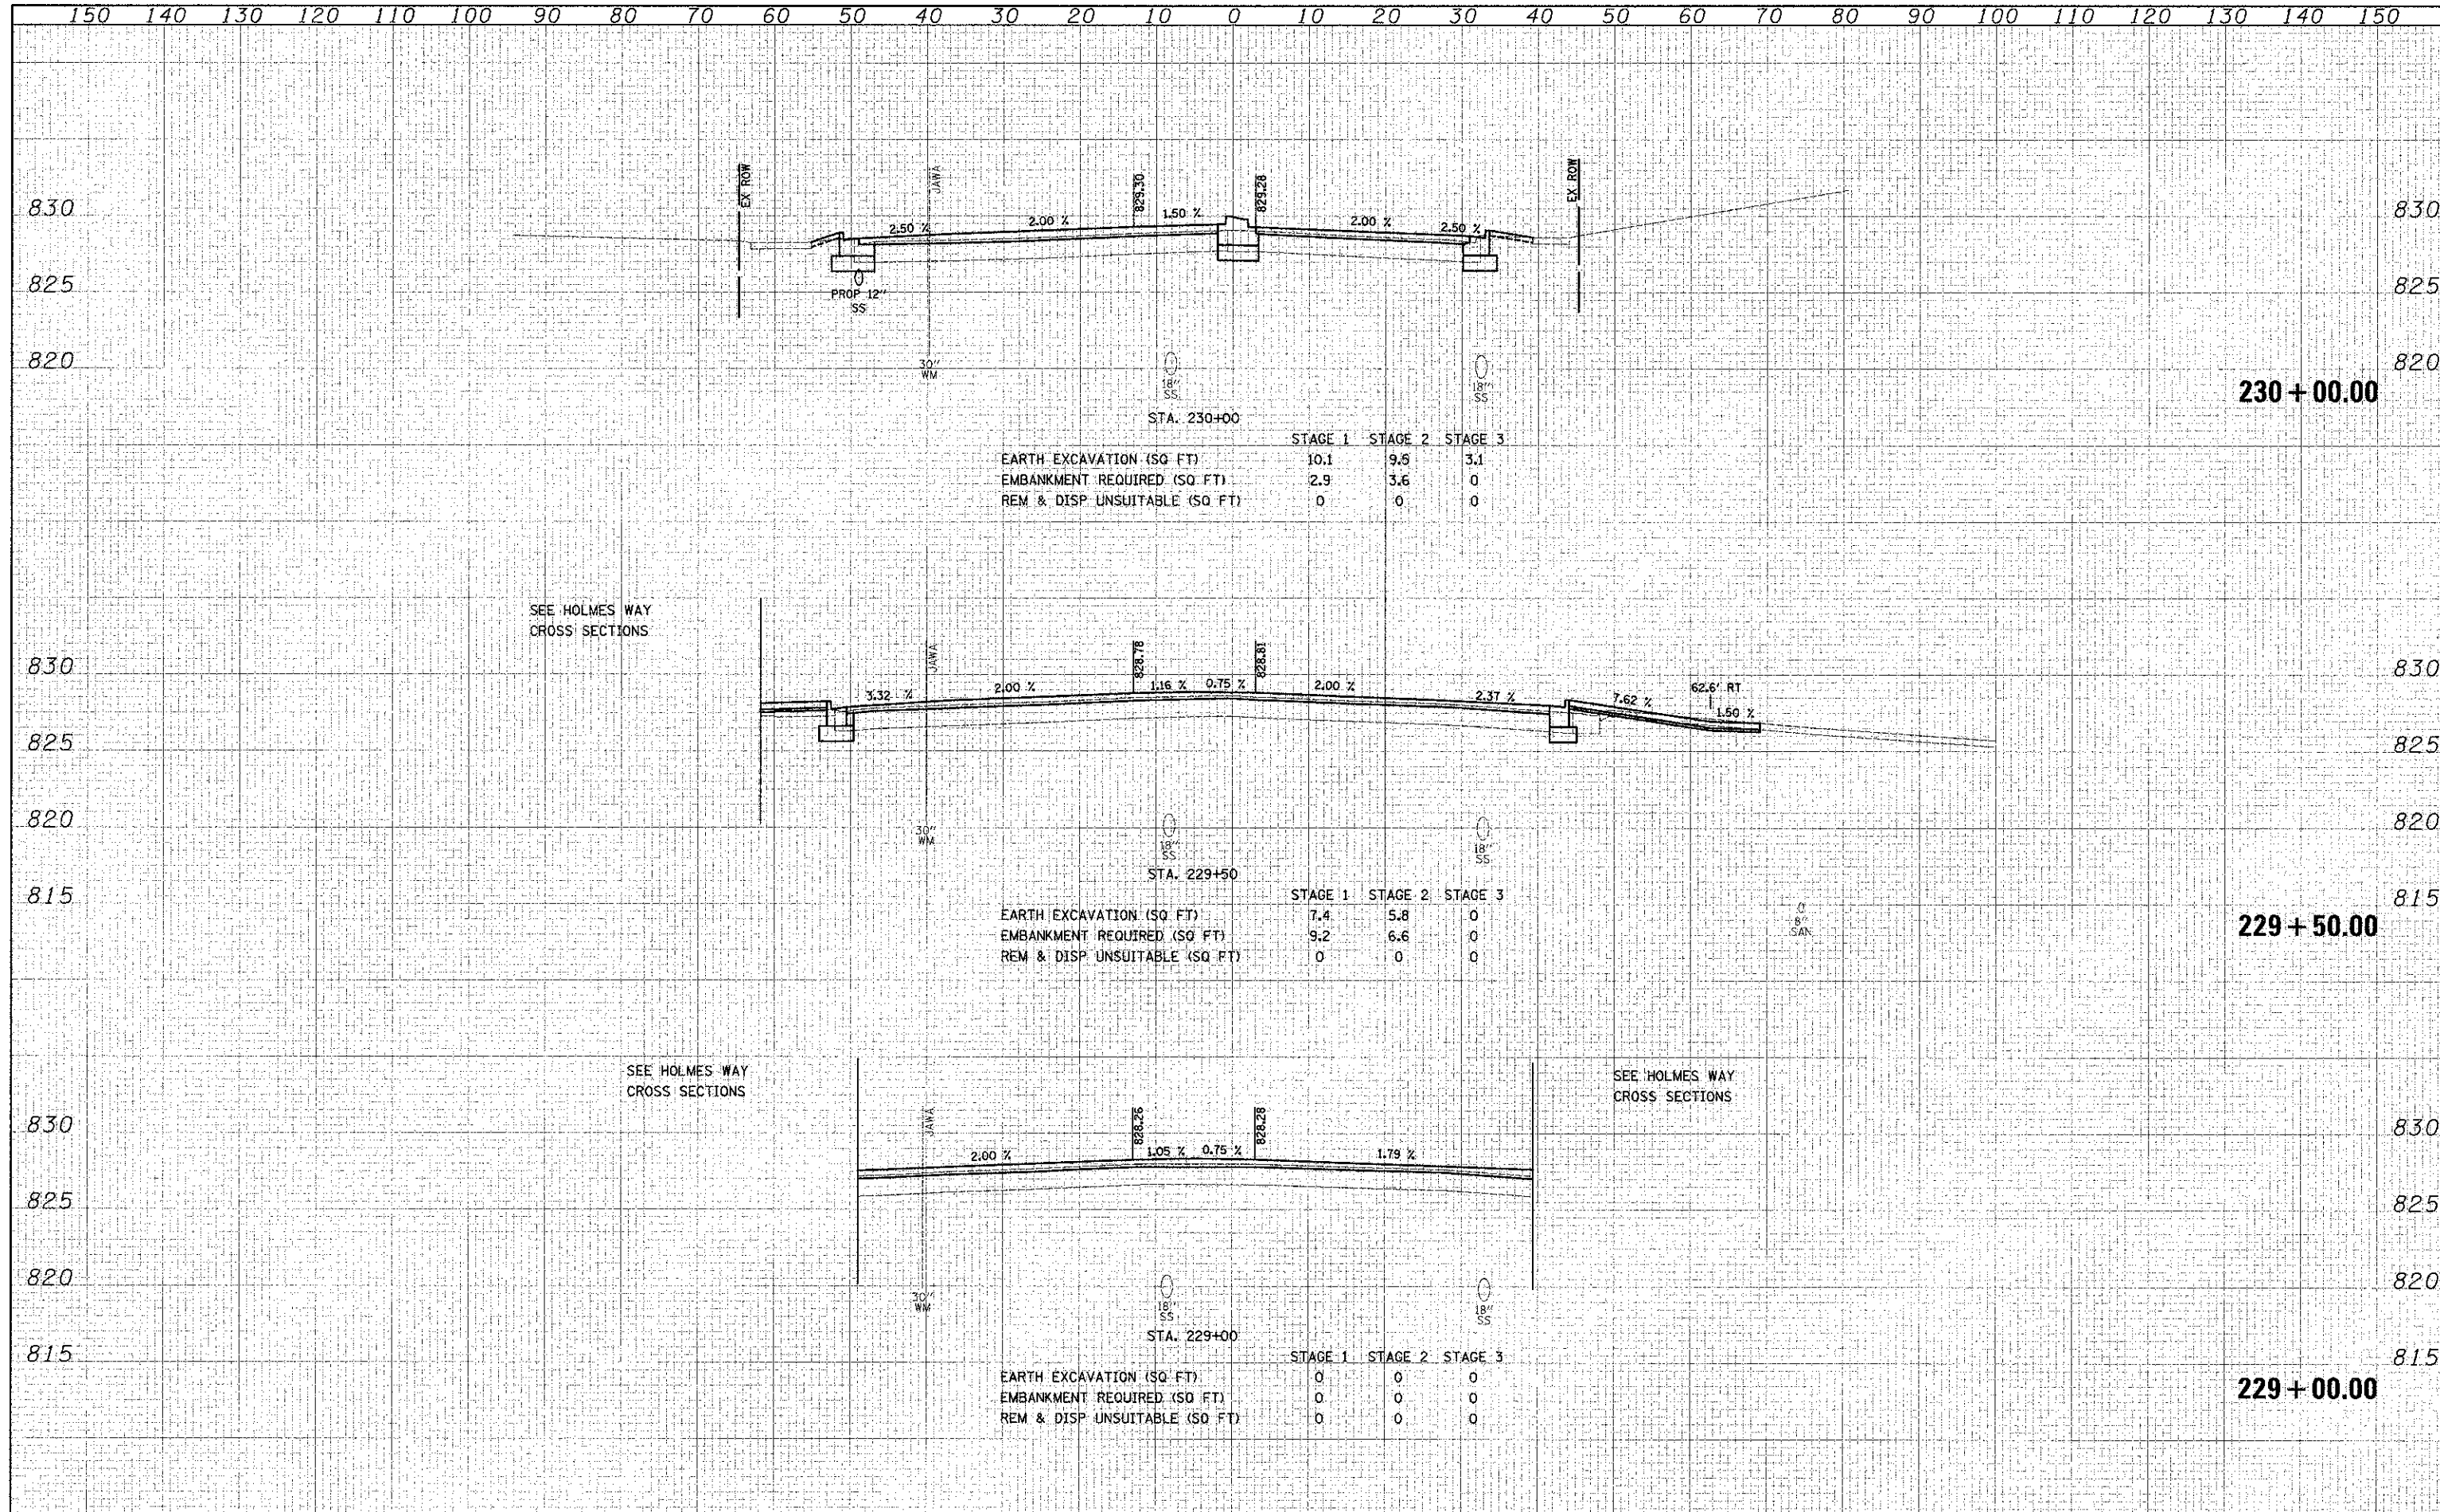 150 140 130 120 110 100 90 80 70 60 50 40 30 20 10 0 10 20 30 40 50 60 70 80 90 100 110 120 130 140 150
EX ROW
JAWA
829.30
829.28
EX ROW
830
2.50 %
2.00 %
1.50 %
2.00 %
2.50 %
830
825
PROP 12"
SS
825
820
30"
WM
18"
SS
18"
SS
820
230+00.00
STA. 230+00
STAGE 1 STAGE 2 STAGE 3
EARTH EXCAVATION (SQ FT) 10.1 9.5 3.1
EMBANKMENT REQUIRED (SQ FT) 2.9 3.6 0
REM & DISP UNSUITABLE (SQ FT) 0 0 0
SEE HOLMES WAY
CROSS SECTIONS
JAWA
828.78
828.81
830
3.32 %
2.00 %
1.16 %
0.75 %
2.00 %
2.37 %
7.62 %
62.6' RT
1.50 %
830
825
825
820
30"
WM
18"
SS
18"
SS
820
STA. 229+50
815
STAGE 1 STAGE 2 STAGE 3
815
EARTH EXCAVATION (SQ FT) 7.4 5.8 0
EMBANKMENT REQUIRED (SQ FT) 9.2 6.6 0
REM & DISP UNSUITABLE (SQ FT) 0 0 0
8"
SAN
229+50.00
SEE HOLMES WAY
CROSS SECTIONS
SEE HOLMES WAY
CROSS SECTIONS
JAWA
828.26
828.28
830
2.00 %
1.05 %
0.75 %
1.79 %
830
825
825
820
30"
WM
18"
SS
18"
SS
820
STA. 229+00
815
STAGE 1 STAGE 2 STAGE 3
815
EARTH EXCAVATION (SQ FT) 0 0 0
EMBANKMENT REQUIRED (SQ FT) 0 0 0
REM & DISP UNSUITABLE (SQ FT) 0 0 0
229+00.00